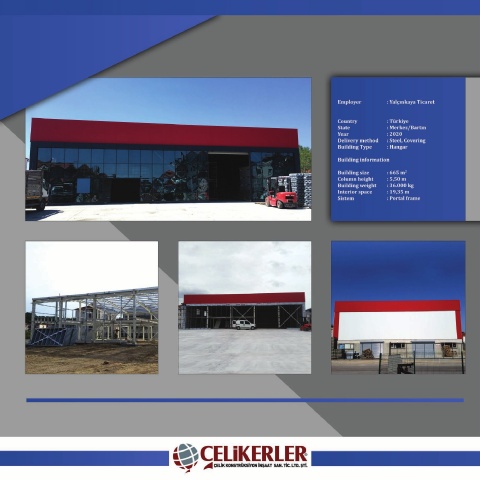 Employer : Yalçınkaya Ticaret
Country : Türkiye
State : Merkez/Bartın
Year : 2020
Delivery method : Steel, Covering
Building Type : Hangar
Building information
Building size : 665 m²
Column height : 5,50 m
Building weight : 36.000 kg
Interior space : 19,35 m
Sistem : Portal frame
ÇELİKERLER
ÇELİK KONSTRÜKSİYON İNŞAAT SAN. TİC. LTD. ŞTİ.